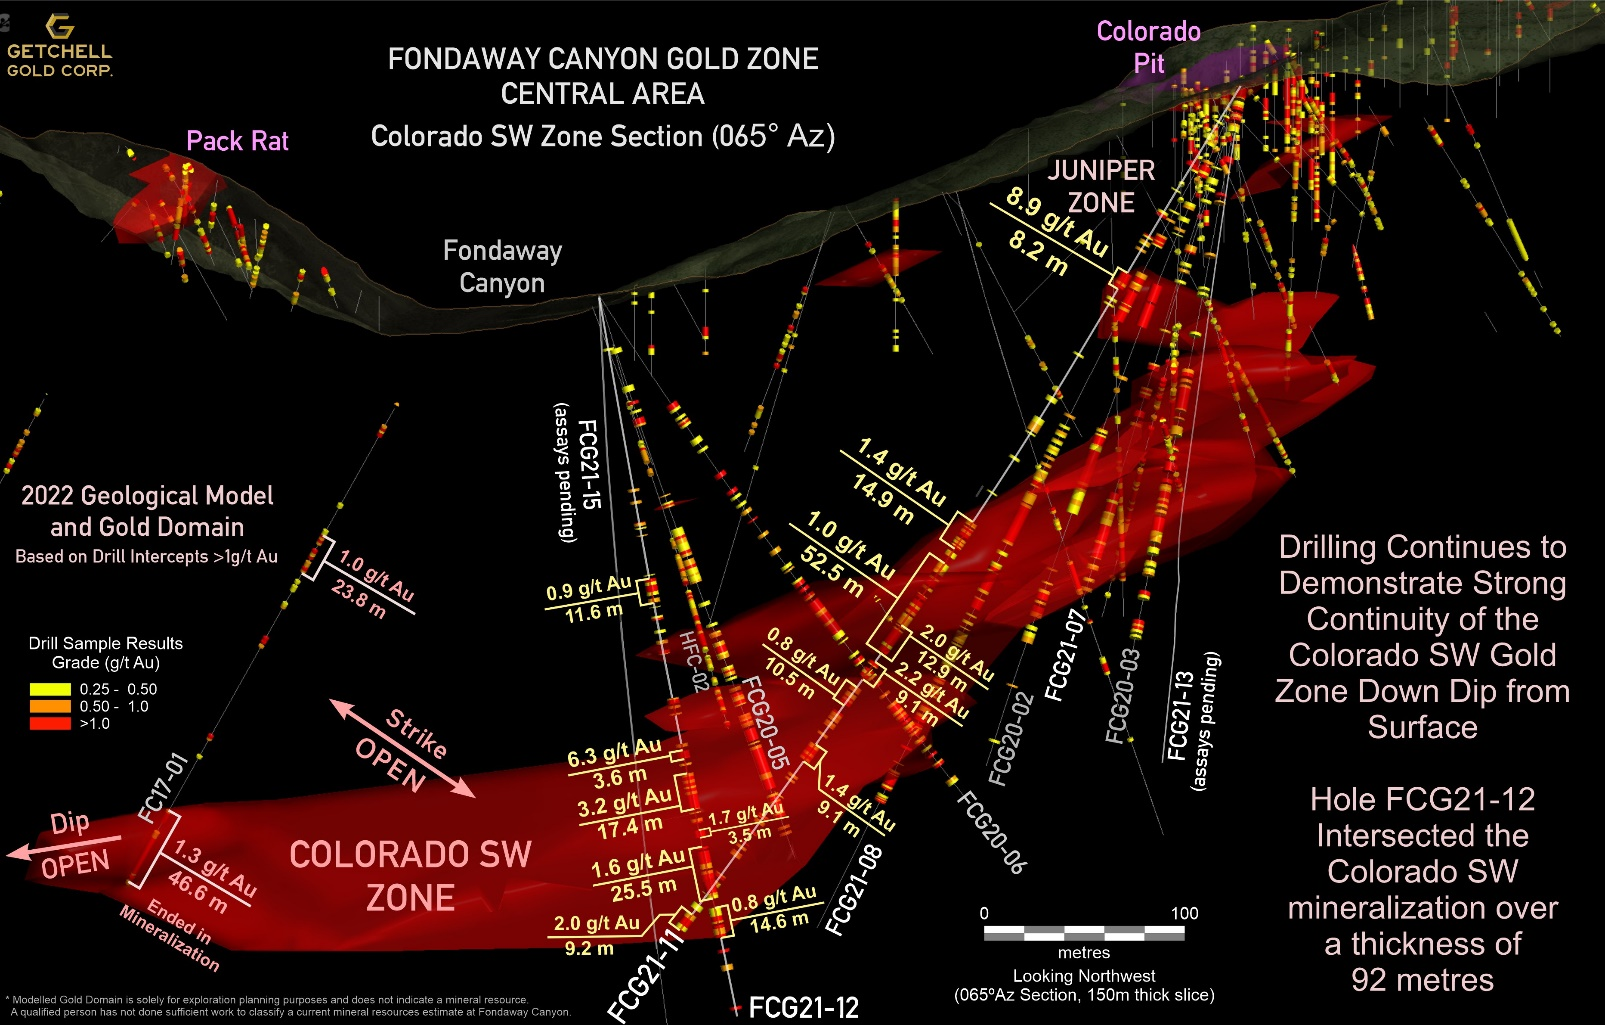 GETCHELL
GOLD CORP.
FONDAWAY CANYON GOLD ZONE
CENTRAL AREA
Colorado SW Zone Section (065° Az)
Colorado
Pit
Pack Rat
JUNIPER
ZONE
8.9 g/t Au
8.2 m
Fondaway
Canyon
FCG21-15
(assays pending)
1.4 g/t Au
14.9 m
1.0 g/t Au
52.5 m
2022 Geological Model
and Gold Domain
Based on Drill Intercepts >1g/t Au
1.0 g/t Au
23.8 m
0.9 g/t Au
11.6 m
Drill Sample Results
Grade (g/t Au)
0.25 - 0.50
0.50 - 1.0
>1.0
HFC-02
FCG20-05
0.8 g/t Au
10.5 m
2.0 g/t Au
12.9 m
2.2 g/t Au
9.1 m
FCG20-02
FCG21-07
FCG20-03
FCG21-13
(assays pending)
Drilling Continues to
Demonstrate Strong
Continuity of the
Colorado SW Gold
Zone Down Dip from
Surface
Strike
OPEN
FC17-01
Dip
OPEN
1.3 g/t Au
46.6 m
Ended in
Mineralization
COLORADO SW
ZONE
6.3 g/t Au
3.6 m
3.2 g/t Au
17.4 m
1.7 g/t Au
3.5 m
1.4 g/t Au
9.1 m
1.6 g/t Au
25.5 m
2.0 g/t Au
9.2 m
0.8 g/t Au
14.6 m
FCG21-11
FCG21-12
FCG21-08
FCG20-06
Hole FCG21-12
Intersected the
Colorado SW
mineralization over
a thickness of
92 metres
0 100
metres
Looking Northwest
(065ºAz Section, 150m thick slice)
* Modelled Gold Domain is solely for exploration planning purposes and does not indicate a mineral resource.
A qualified person has not done sufficient work to classify a current mineral resources estimate at Fondaway Canyon.